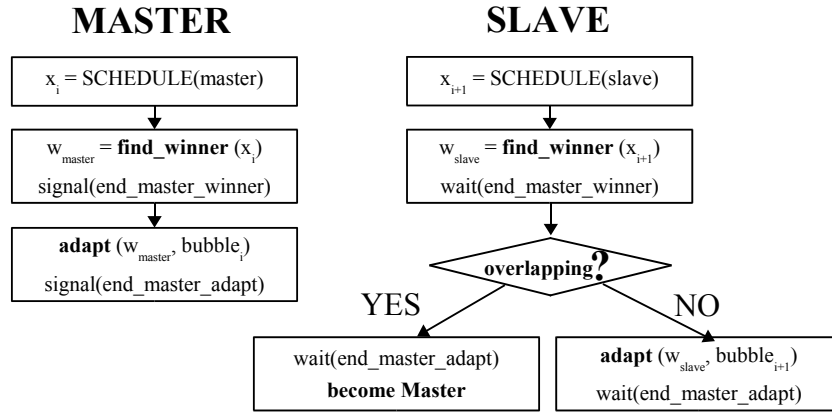 MASTER
x_i = SCHEDULE(master)
w_master = find_winner (x_i)
signal(end_master_winner)
adapt (w_master, bubble_i)
signal(end_master_adapt)
SLAVE
x_i+1 = SCHEDULE(slave)
w_slave = find_winner (x_i+1)
wait(end_master_winner)
overlapping?
YES
NO
wait(end_master_adapt)
become Master
adapt (w_slave, bubble_i+1)
wait(end_master_adapt)